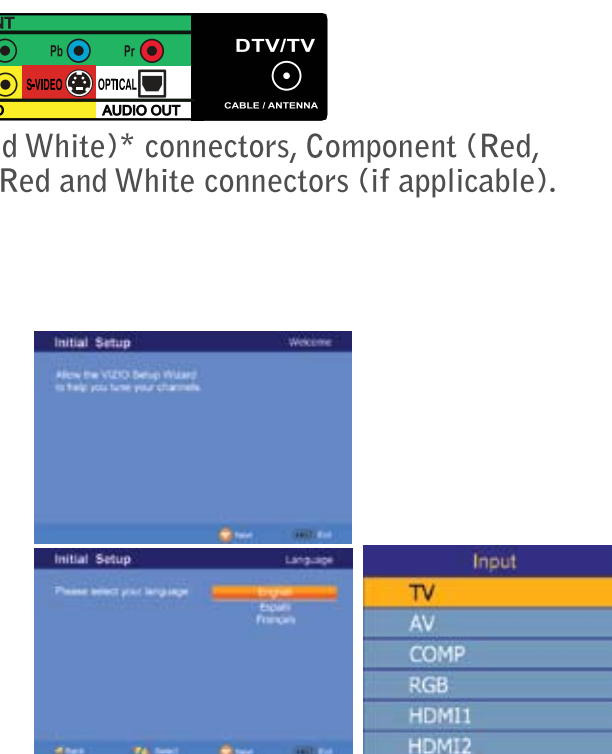 NT
Pb
Pr
DTV/TV
S-VIDEO
OPTICAL
O
AUDIO OUT
CABLE / ANTENNA
d White)* connectors, Component (Red,
Red and White connectors (if applicable).
Initial Setup Welcome
Allow the VIZIO Setup Wizard
to help you tune your channels.
Next Exit
Initial Setup Language
Please select your language English
Español
Français
Back Select Next Exit
Input
TV
AV
COMP
RGB
HDMI1
HDMI2